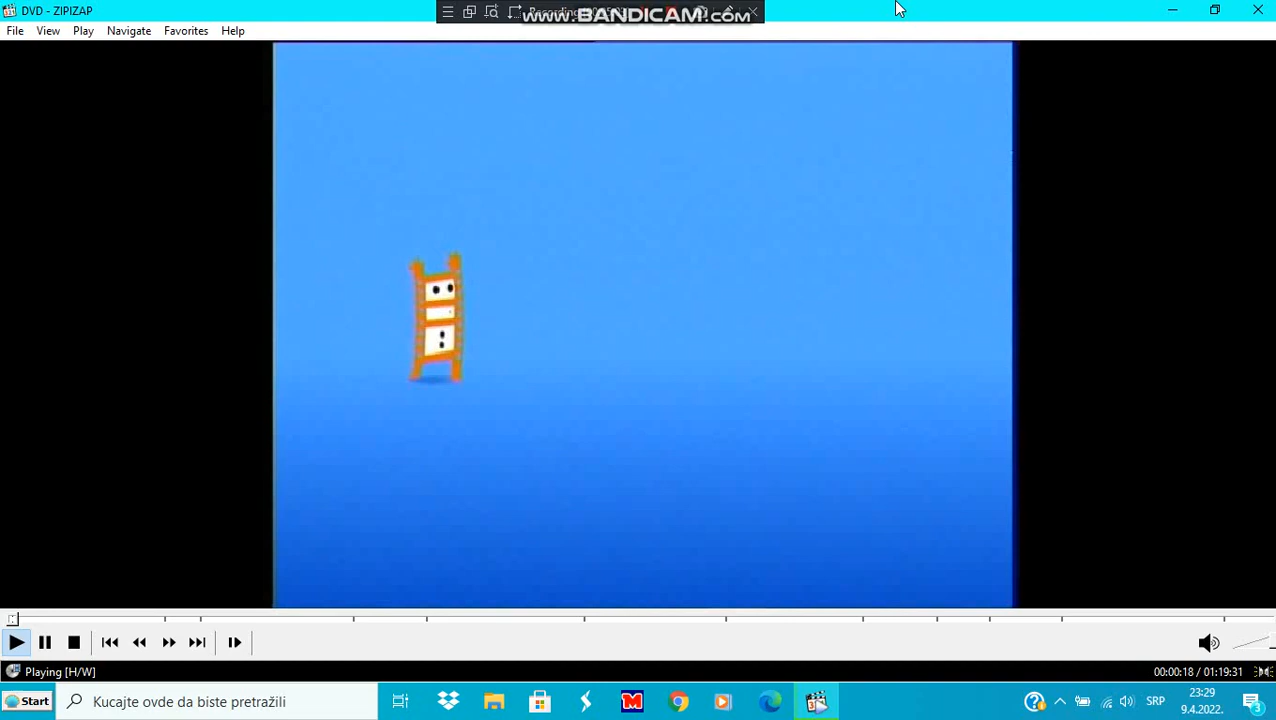 DVD - ZIPIZAP
www.BANDICAM.com
File View Play Navigate Favorites Help
Playing [H/W]
00:00:18 / 01:19:31
Start
Kucajte ovde da biste pretražili
SRP
23:29
9.4.2022.
3